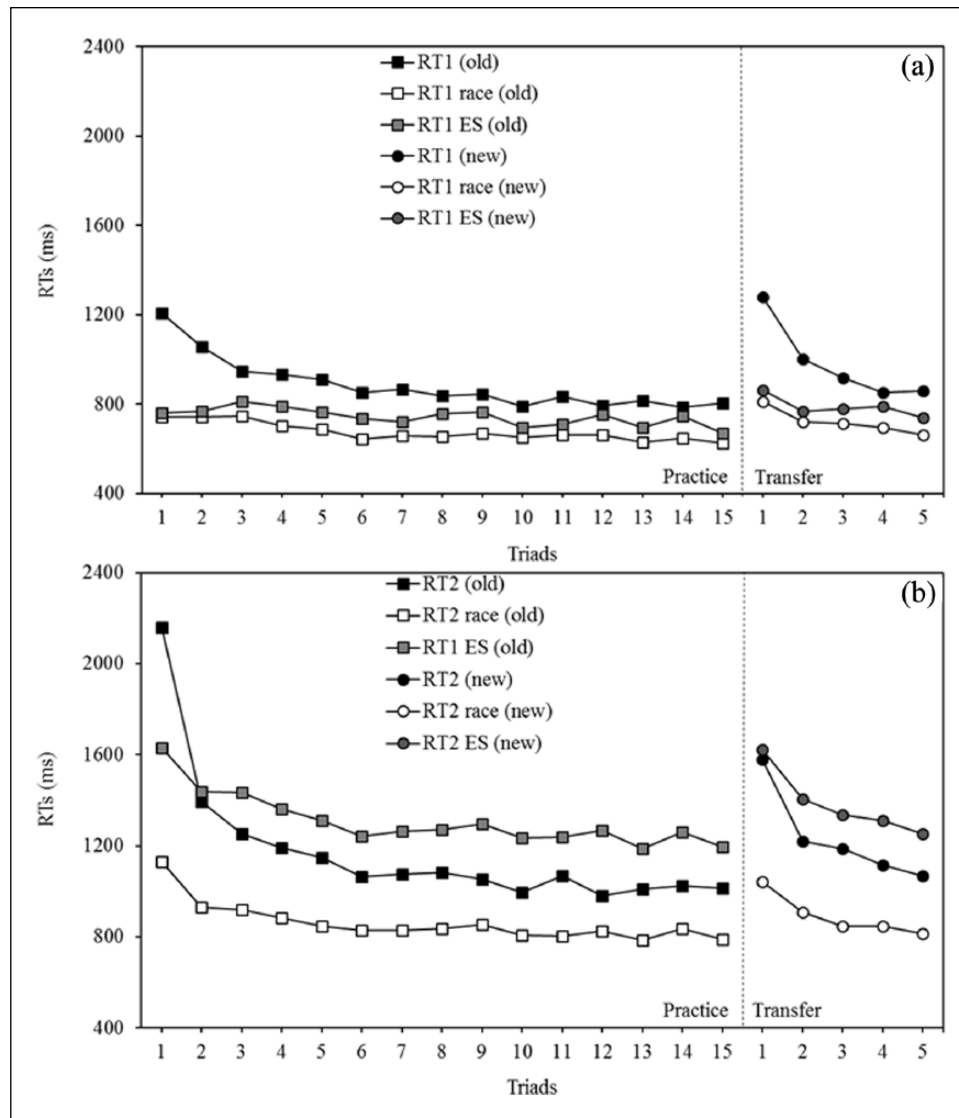 2400
(a)
RT1 (old)
RT1 race (old)
2000
RT1 ES (old)
RT1 (new)
RT1 race (new)
1600
RT1 ES (new)
RTs (ms)
1200
800
Practice
Transfer
400
1 2 3 4 5 6 7 8 9 10 11 12 13 14 15 1 2 3 4 5
Triads
2400
(b)
RT2 (old)
RT2 race (old)
2000
RT1 ES (old)
RT2 (new)
RT2 race (new)
1600
RT2 ES (new)
RTs (ms)
1200
800
Practice
Transfer
400
1 2 3 4 5 6 7 8 9 10 11 12 13 14 15 1 2 3 4 5
Triads